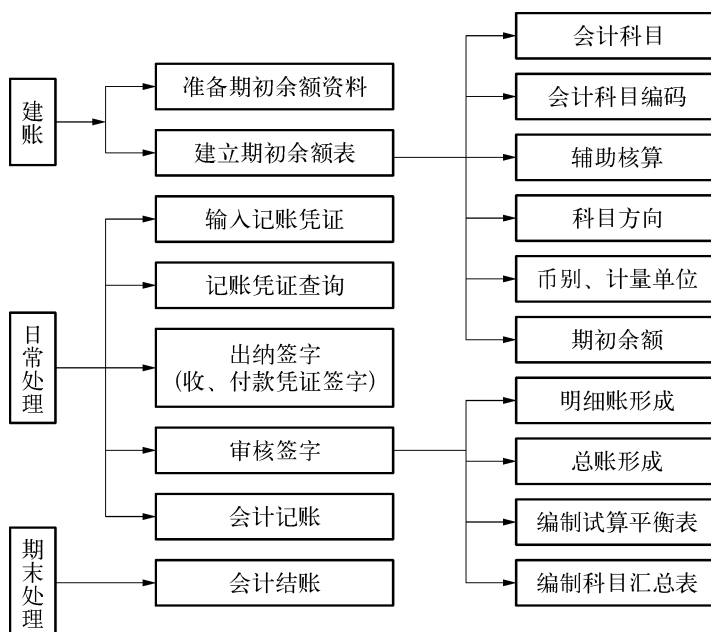 建账
准备期初余额资料
建立期初余额表
会计科目
会计科目编码
辅助核算
科目方向
币别、计量单位
期初余额
日常处理
输入记账凭证
记账凭证查询
出纳签字
(收、付款凭证签字)
审核签字
会计记账
明细账形成
总账形成
编制试算平衡表
编制科目汇总表
期末处理
会计结账